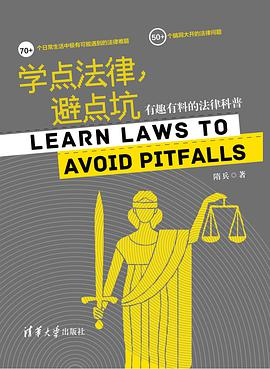 70+ 个日常生活中极有可能遇到的法律难题
50+ 个脑洞大开的法律问题
学点法律，
避点坑
有趣有料的法律科普
LEARN LAWS TO
AVOID PITFALLS
隋兵◎著
清华大学出版社